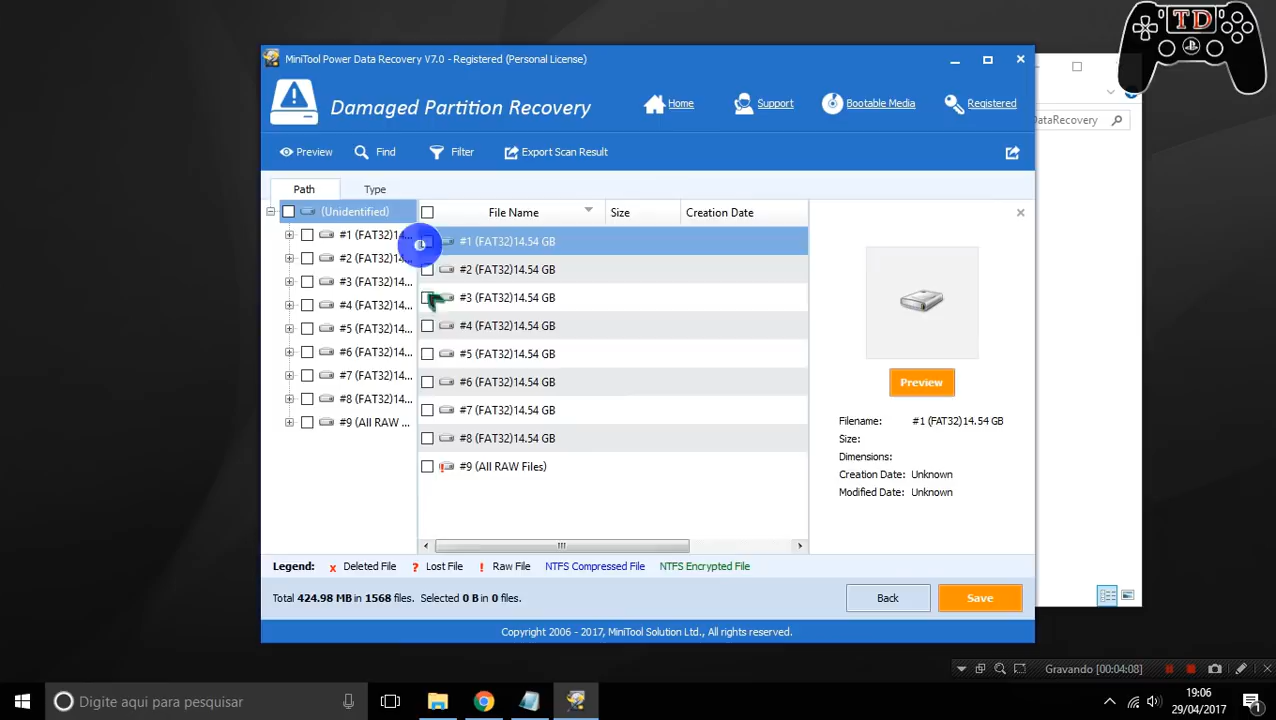 TD
MiniTool Power Data Recovery V7.0 - Registered (Personal License)
Damaged Partition Recovery
Home
Support
Bootable Media
Registered
DataRecovery
Preview
Find
Filter
Export Scan Result
Path
Type
(Unidentified)
#1 (FAT32)14...
#2 (FAT32)14...
#3 (FAT32)14...
#4 (FAT32)14...
#5 (FAT32)14...
#6 (FAT32)14...
#7 (FAT32)14...
#8 (FAT32)14...
#9 (All RAW ...
File Name
Size
Creation Date
#1 (FAT32)14.54 GB
#2 (FAT32)14.54 GB
#3 (FAT32)14.54 GB
#4 (FAT32)14.54 GB
#5 (FAT32)14.54 GB
#6 (FAT32)14.54 GB
#7 (FAT32)14.54 GB
#8 (FAT32)14.54 GB
#9 (All RAW Files)
Preview
Filename: #1 (FAT32)14.54 GB
Size:
Dimensions:
Creation Date: Unknown
Modified Date: Unknown
Legend: x Deleted File ? Lost File ! Raw File NTFS Compressed File NTFS Encrypted File
Total 424.98 MB in 1568 files. Selected 0 B in 0 files.
Back
Save
Copyright 2006 - 2017, MiniTool Solution Ltd., All rights reserved.
Gravando [00:04:08]
Digite aqui para pesquisar
19:06
29/04/2017
1